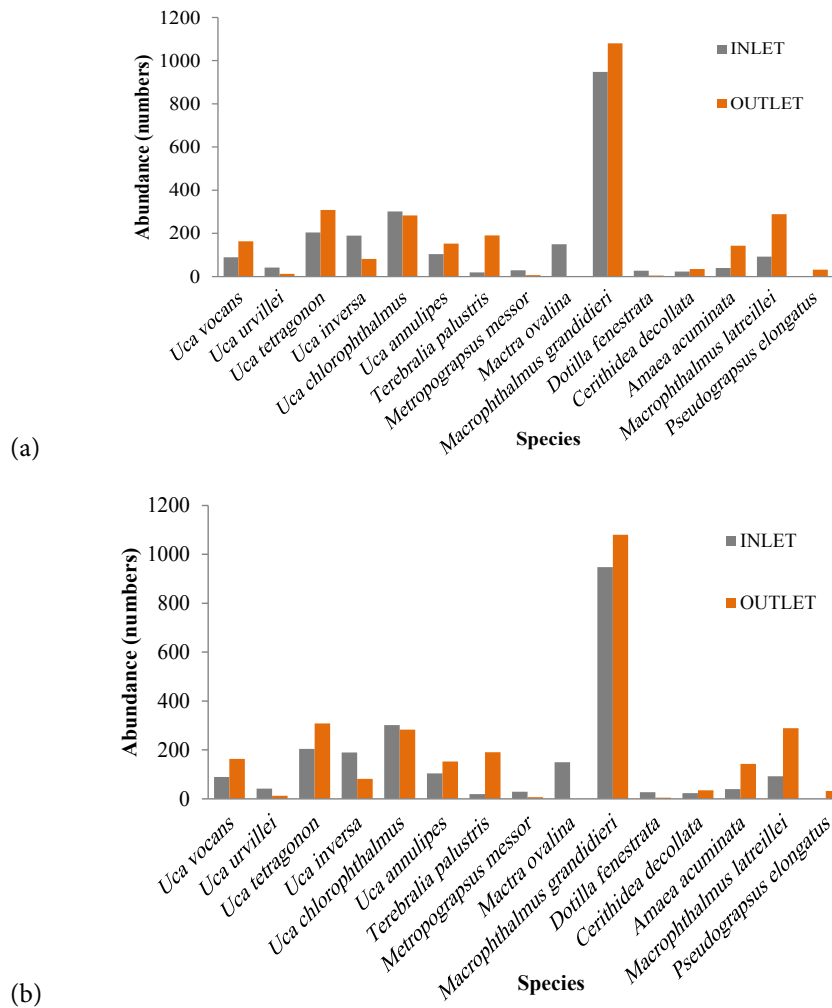 1200
1000
800
600
400
200
0
Abundance (numbers)
INLET
OUTLET
Uca vocans
Uca urvillei
Uca tetragonon
Uca inversa
Uca chlorophthalmus
Uca annulipes
Terebralia palustris
Metropograpsus messor
Mactra ovalina
Macrophthalmus grandidieri
Dotilla fenestrata
Cerithidea decollata
Amaea acuminata
Macrophthalmus latreillei
Pseudograpsus elongatus
Species
(a)
1200
1000
800
600
400
200
0
Abundance (numbers)
INLET
OUTLET
Uca vocans
Uca urvillei
Uca tetragonon
Uca inversa
Uca chlorophthalmus
Uca annulipes
Terebralia palustris
Metropograpsus messor
Mactra ovalina
Macrophthalmus grandidieri
Dotilla fenestrata
Cerithidea decollata
Amaea acuminata
Macrophthalmus latreillei
Pseudograpsus elongatus
Species
(b)